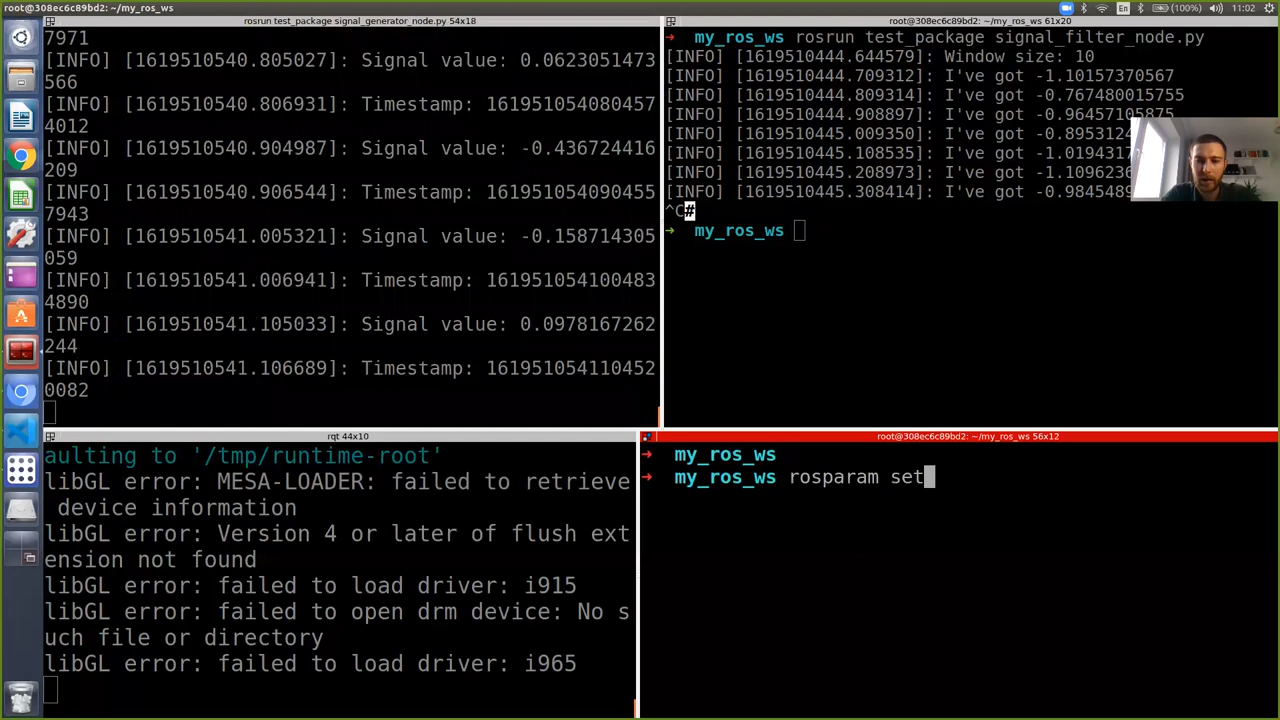 root@308ec6c89bd2: ~/my_ros_ws
En
(100%)
11:02
rosrun test_package signal_generator_node.py 54x18
7971
[INFO] [1619510540.805027]: Signal value: 0.0623051473
566
[INFO] [1619510540.806931]: Timestamp: 161951054080457
4012
[INFO] [1619510540.904987]: Signal value: -0.436724416
209
[INFO] [1619510540.906544]: Timestamp: 161951054090455
7943
[INFO] [1619510541.005321]: Signal value: -0.158714305
059
[INFO] [1619510541.006941]: Timestamp: 161951054100483
4890
[INFO] [1619510541.105033]: Signal value: 0.0978167262
244
[INFO] [1619510541.106689]: Timestamp: 161951054110452
0082
root@308ec6c89bd2: ~/my_ros_ws 61x20
→ my_ros_ws rosrun test_package signal_filter_node.py
[INFO] [1619510444.644579]: Window size: 10
[INFO] [1619510444.709312]: I've got -1.10157370567
[INFO] [1619510444.809314]: I've got -0.767480015755
[INFO] [1619510444.908897]: I've got -0.96457105875
[INFO] [1619510445.009350]: I've got -0.8953124
[INFO] [1619510445.108535]: I've got -1.0194317
[INFO] [1619510445.208973]: I've got -1.1096236
[INFO] [1619510445.308414]: I've got -0.9845489
^C#
→ my_ros_ws
rqt 44x10
aulting to '/tmp/runtime-root'
libGL error: MESA-LOADER: failed to retrieve
device information
libGL error: Version 4 or later of flush ext
ension not found
libGL error: failed to load driver: i915
libGL error: failed to open drm device: No s
uch file or directory
libGL error: failed to load driver: i965
root@308ec6c89bd2: ~/my_ros_ws 56x12
→ my_ros_ws
→ my_ros_ws rosparam set